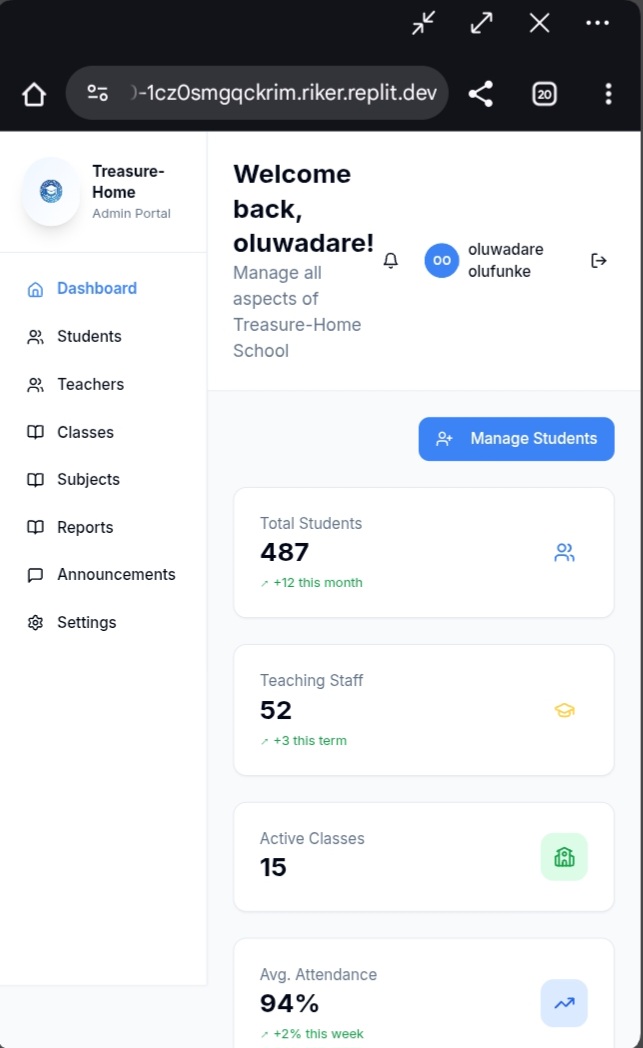 )-1cz0smgqckrim.riker.replit.dev
20
Treasure-
Home
Admin Portal
Dashboard
Students
Teachers
Classes
Subjects
Reports
Announcements
Settings
Welcome
back,
oluwadare!
Manage all
aspects of
Treasure-Home
School
OO
oluwadare
olufunke
Manage Students
Total Students
487
↗ +12 this month
Teaching Staff
52
↗ +3 this term
Active Classes
15
Avg. Attendance
94%
↗ +2% this week